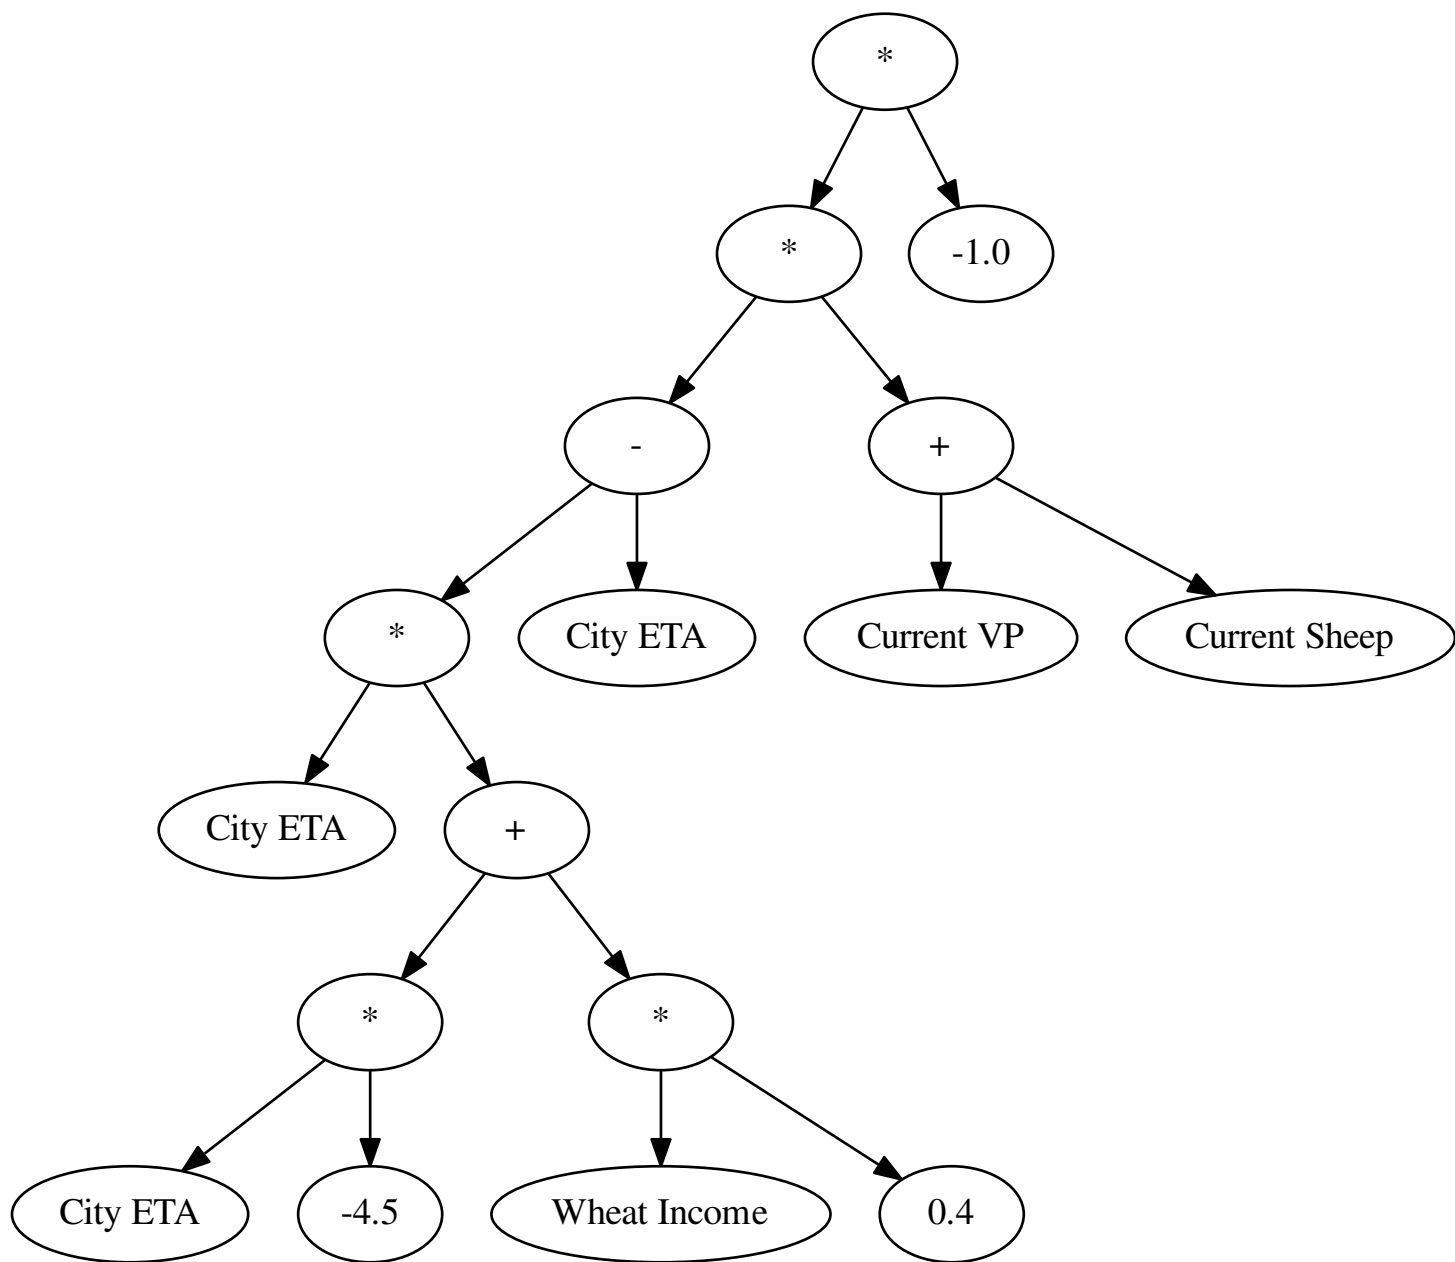 *
* -1.0
- +
* City ETA Current VP Current Sheep
City ETA +
* *
City ETA -4.5 Wheat Income 0.4